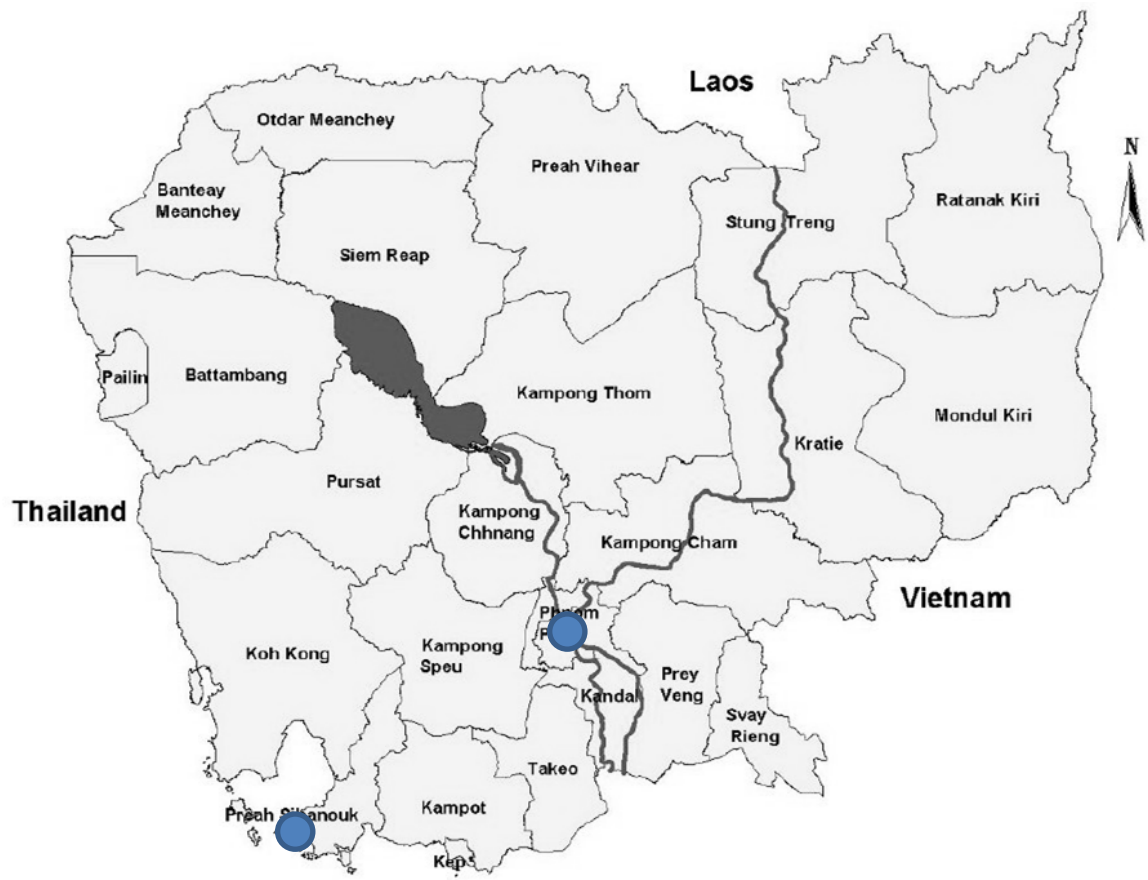 Laos
Otdar Meanchey
Preah Vihear
N
Banteay
Meanchey
Ratanak Kiri
Stung Treng
Siem Reap
Pailin
Battambang
Kampong Thom
Mondul Kiri
Kratie
Pursat
Thailand
Kampong
Chhnang
Kampong Cham
Vietnam
Koh Kong
Kampong
Speu
Prey
Veng
Kandal
Svay
Rieng
Takeo
Kampot
Preah
Kep